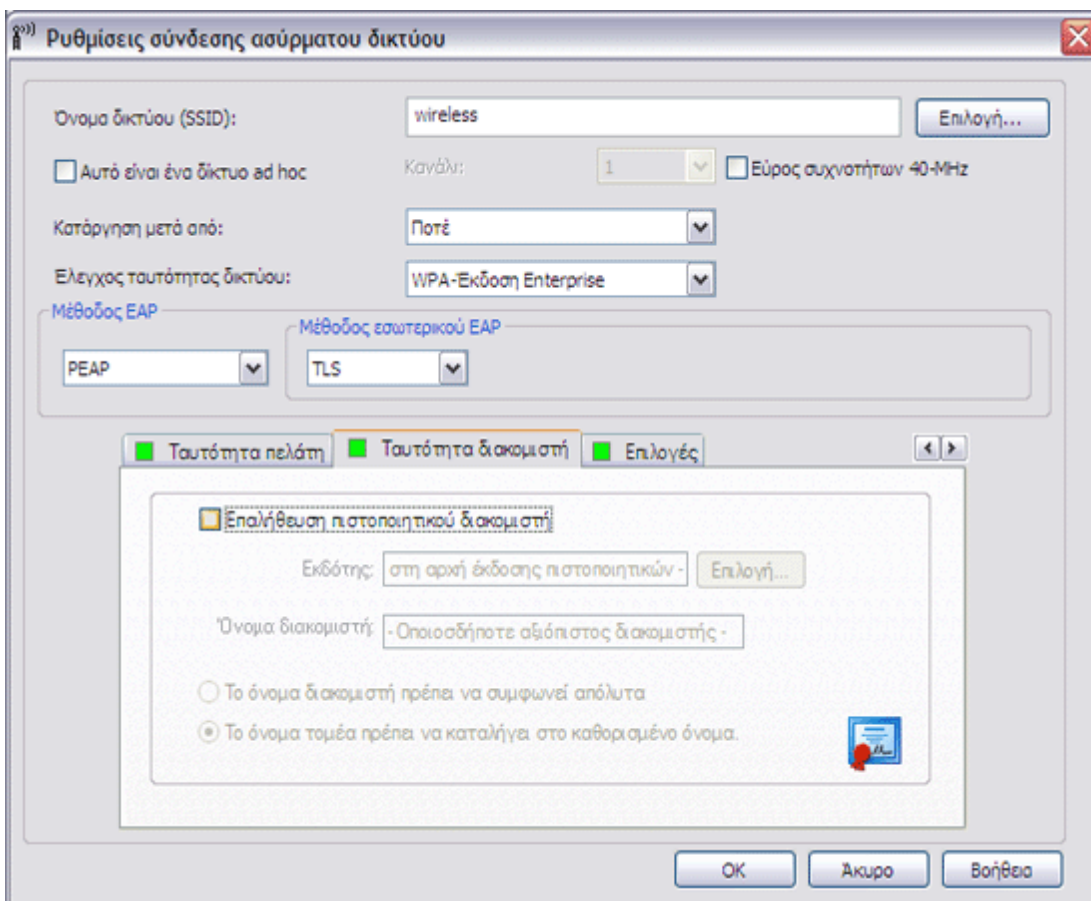 Ρυθμίσεις σύνδεσης ασύρματου δικτύου
Όνομα δικτύου (SSID): wireless Επιλογή...
Αυτό είναι ένα δίκτυο ad hoc Κανάλι: 1 Εύρος συχνοτήτων 40-MHz
Κατάργηση μετά από: Ποτέ
Έλεγχος ταυτότητας δικτύου: WPA-Έκδοση Enterprise
Μέθοδος EAP Μέθοδος εσωτερικού EAP
PEAP TLS
Ταυτότητα πελάτη Ταυτότητα διακομιστή Επιλογές
Επαλήθευση πιστοποιητικού διακομιστή
Εκδότης: στη αρχή έκδοσης πιστοποιητικών - Επιλογή...
Όνομα διακομιστή: - Οποιοσδήποτε αξιόπιστος διακομιστής -
Το όνομα διακομιστή πρέπει να συμφωνεί απόλυτα
Το όνομα τομέα πρέπει να καταλήγει στο καθορισμένο όνομα.
OK Άκυρο Βοήθεια